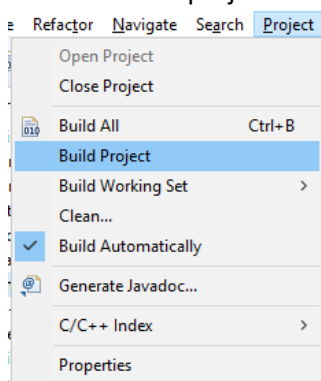 Refactor Navigate Search Project
Open Project
Close Project
Build All Ctrl+B
Build Project
Build Working Set >
Clean...
Build Automatically
Generate Javadoc...
C/C++ Index >
Properties